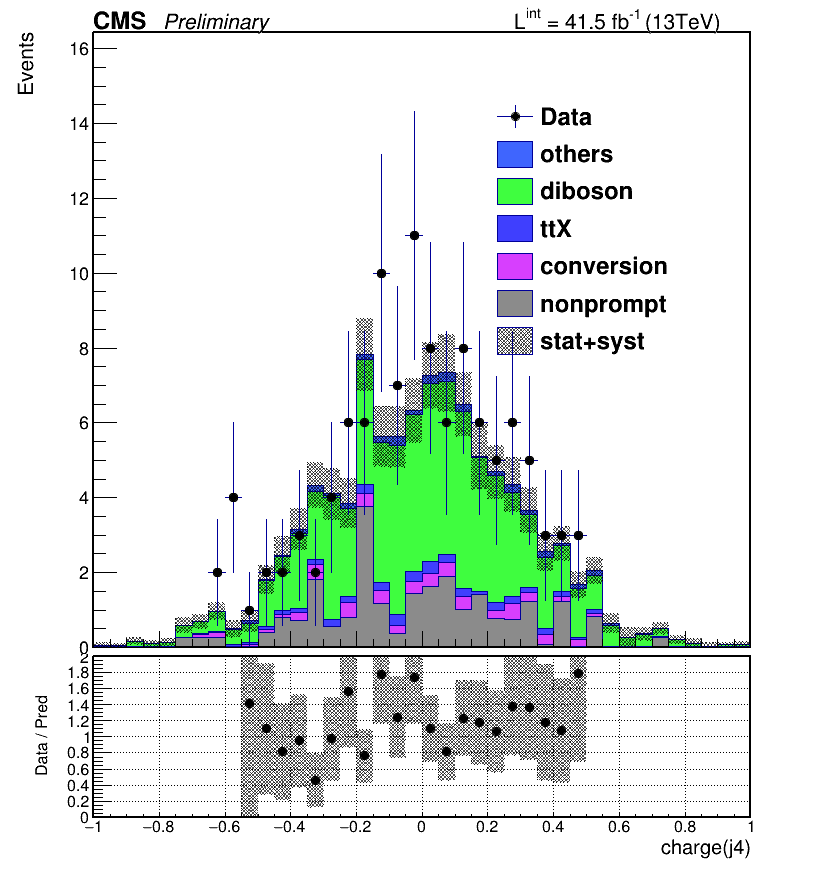 CMS Preliminary L^int = 41.5 fb^-1 (13TeV)
Events
16
14
12
10
8
6
4
2
0
Data
others
diboson
ttX
conversion
nonprompt
stat+syst
Data / Pred
2
1.8
1.6
1.4
1.2
1
0.8
0.6
0.4
0.2
0
−1 −0.8 −0.6 −0.4 −0.2 0 0.2 0.4 0.6 0.8 1
charge(j4)